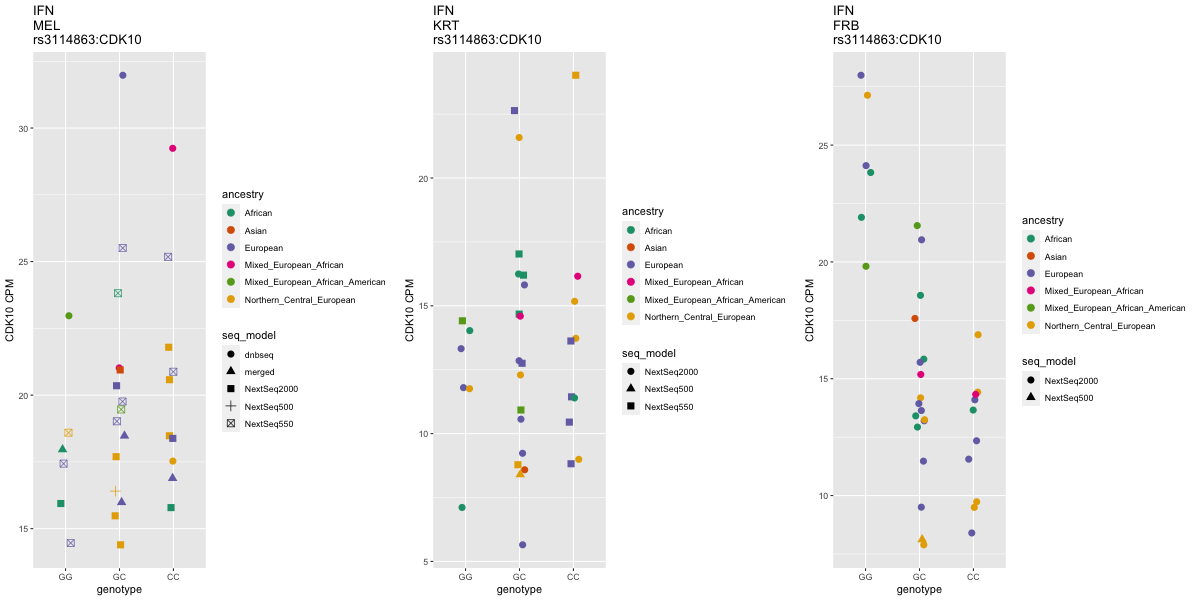 IFN
MEL
rs3114863:CDK10
CDK10 CPM
30
25
20
15
GG
GC
CC
genotype
ancestry
African
Asian
European
Mixed_European_African
Mixed_European_African_American
Northern_Central_European
seq_model
dnbseq
merged
NextSeq2000
NextSeq500
NextSeq550
IFN
KRT
rs3114863:CDK10
CDK10 CPM
20
15
10
5
GG
GC
CC
genotype
ancestry
African
Asian
European
Mixed_European_African
Mixed_European_African_American
Northern_Central_European
seq_model
NextSeq2000
NextSeq500
NextSeq550
IFN
FRB
rs3114863:CDK10
CDK10 CPM
25
20
15
10
GG
GC
CC
genotype
ancestry
African
Asian
European
Mixed_European_African
Mixed_European_African_American
Northern_Central_European
seq_model
NextSeq2000
NextSeq500